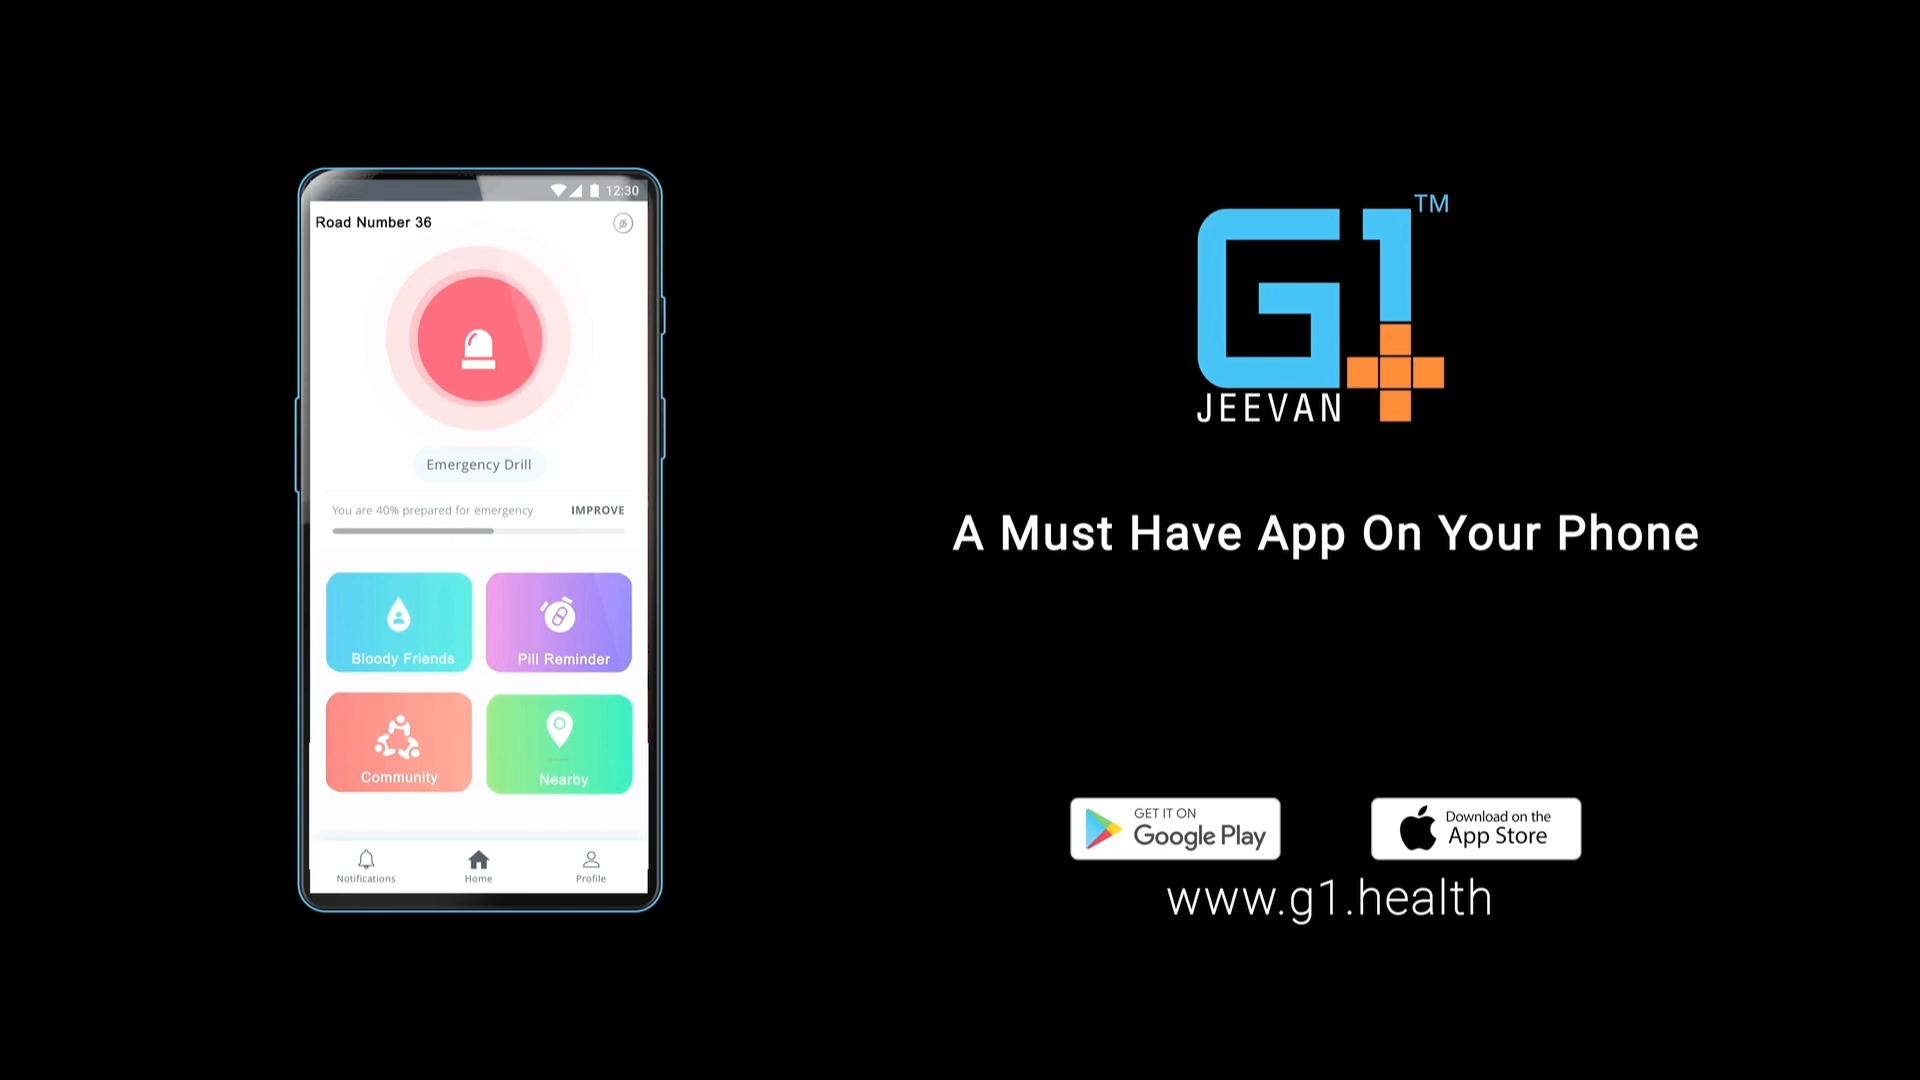 12:30
Road Number 36
Emergency Drill
You are 40% prepared for emergency IMPROVE
Bloody Friends
Pill Reminder
Community
Nearby
Notifications
Home
Profile
G1 TM
JEEVAN
A Must Have App On Your Phone
GET IT ON
Google Play
Download on the
App Store
www.g1.health